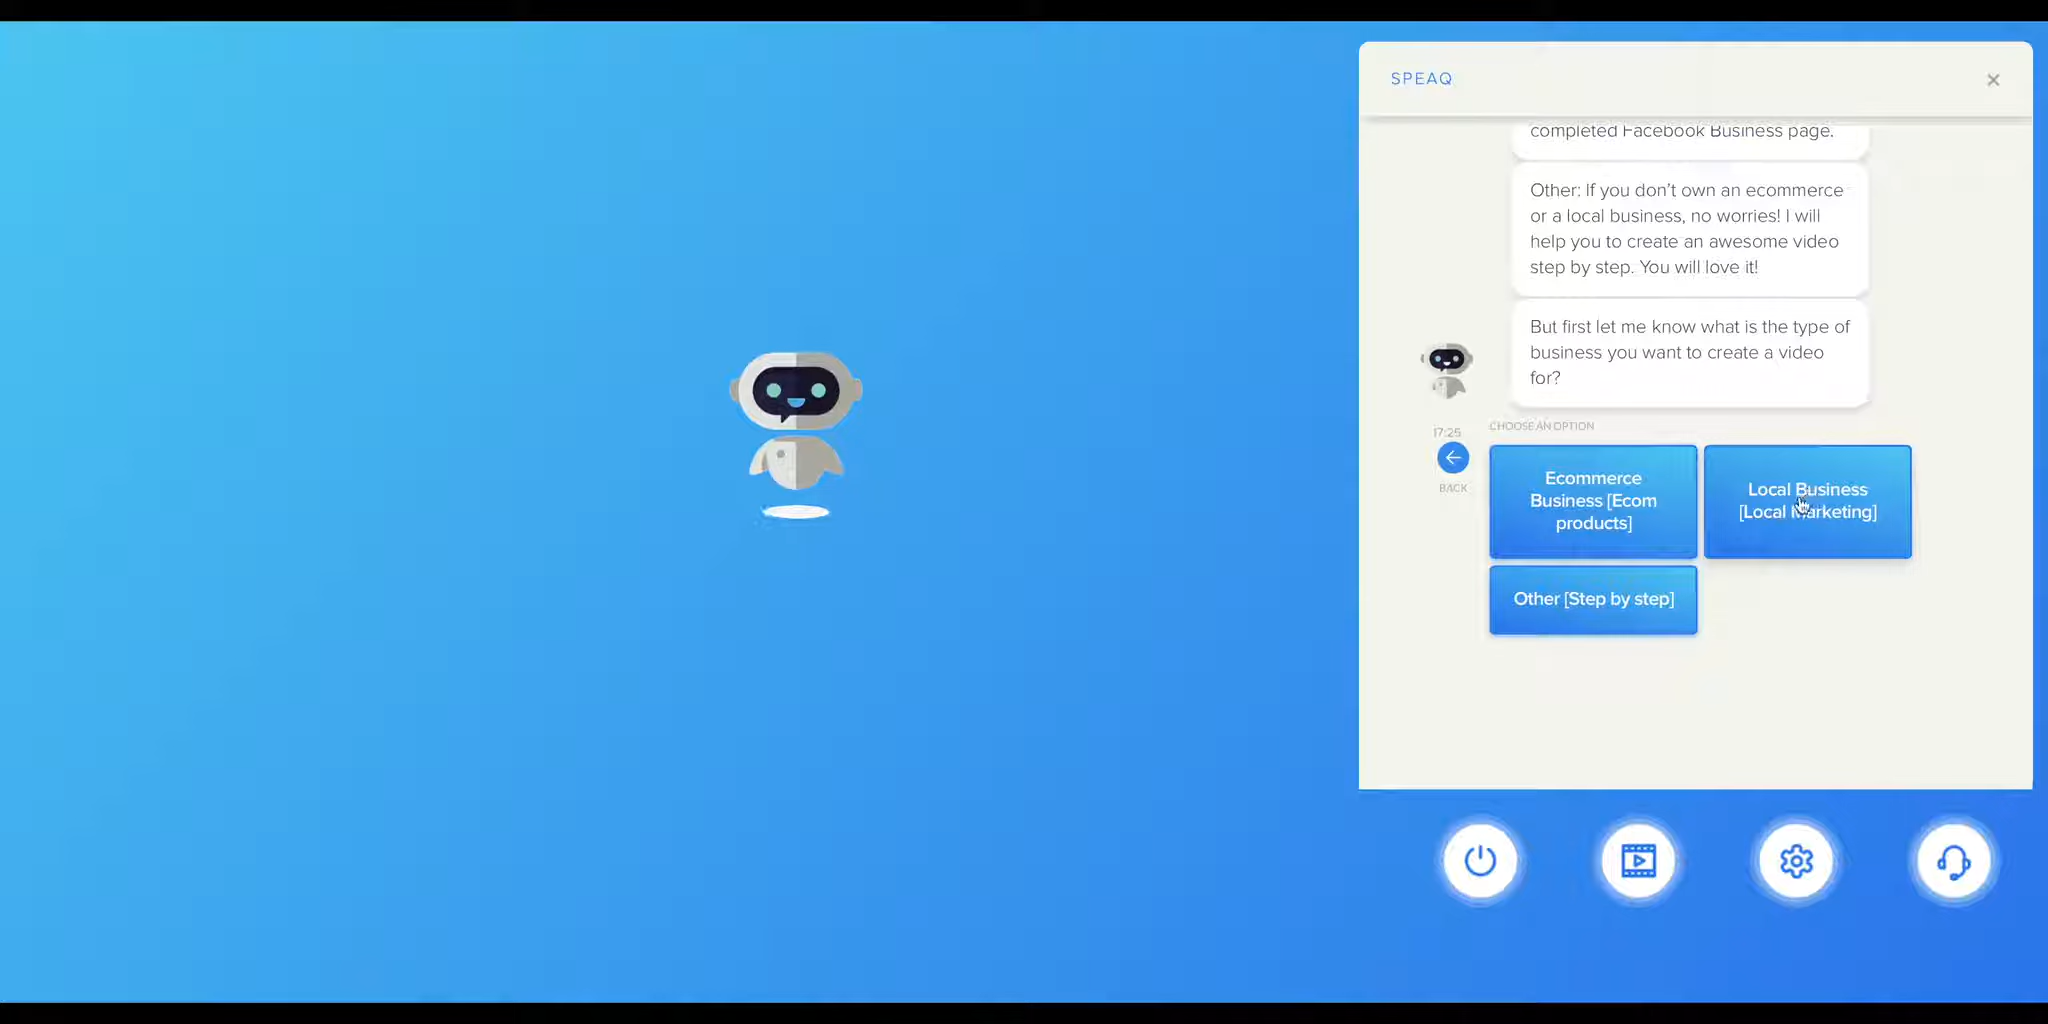 SPEAQ
completed Facebook Business page.
Other: If you don't own an ecommerce
or a local business, no worries! I will
help you to create an awesome video
step by step. You will love it!
But first let me know what is the type of
business you want to create a video
for?
17:25
BACK
CHOOSE AN OPTION
Ecommerce
Business [Ecom
products]
Local Business
[Local Marketing]
Other [Step by step]